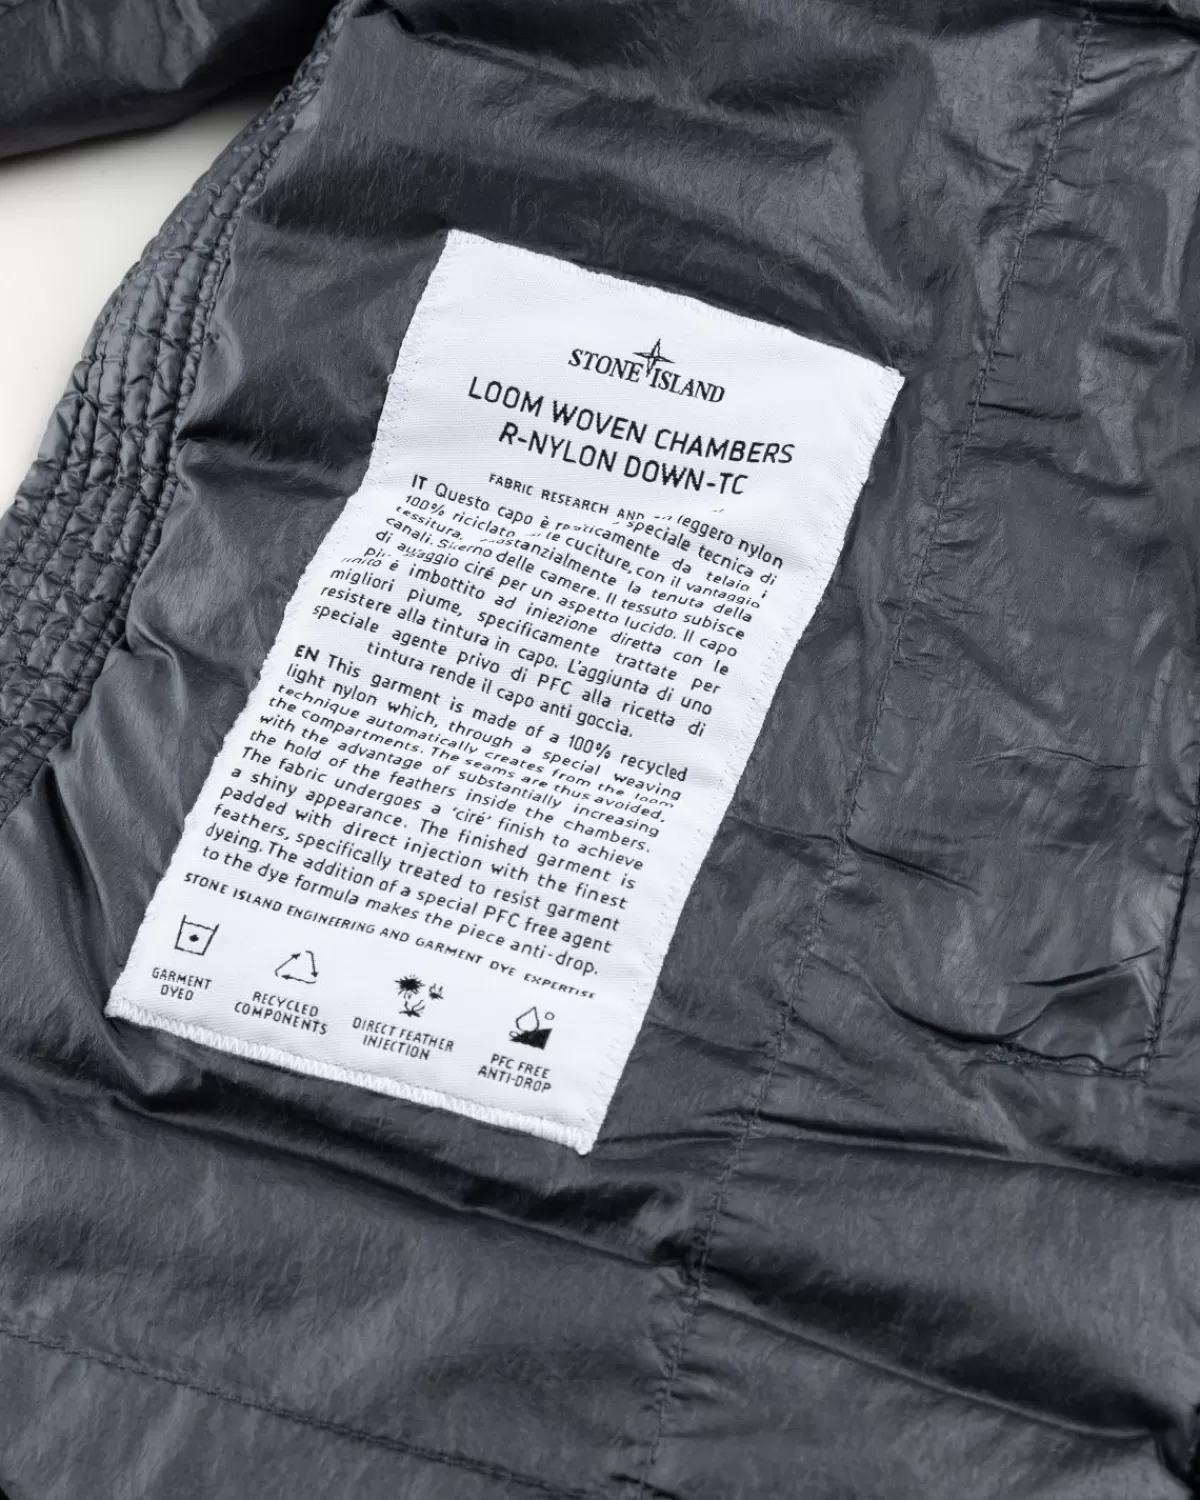 STONE ISLAND
LOOM WOVEN CHAMBERS
R-NYLON DOWN-TC
FABRIC RESEARCH AND
IT Questo capo è speciale leggero nylon
100% riciclato tecnica di
tessitura, da telaio i
canali. le cuciture, con il vantaggio
di la tenuta della
delle camere. Il tessuto subisce
ciré per un aspetto lucido. Il capo
è imbottito ad iniezione diretta con le
migliori piume, specificamente trattate per
resistere alla tintura in capo. L'aggiunta di uno
speciale agente privo di PFC alla ricetta di
tintura rende il capo anti goccia.
EN This garment is made of a 100% recycled
light nylon which, through a special weaving
technique automatically creates from the loom
the compartments. The seams are thus avoided,
with the advantage of substantially increasing
the hold of the feathers inside the chambers.
The fabric undergoes a 'ciré' finish to achieve
a shiny appearance. The finished garment is
padded with direct injection with the finest
feathers, specifically treated to resist garment
dyeing. The addition of a special PFC free agent
to the dye formula makes the piece anti-drop.
STONE ISLAND ENGINEERING AND GARMENT DYE EXPERTISE
GARMENT
DYED
RECYCLED
COMPONENTS
DIRECT FEATHER
INJECTION
PFC FREE
ANTI-DROP